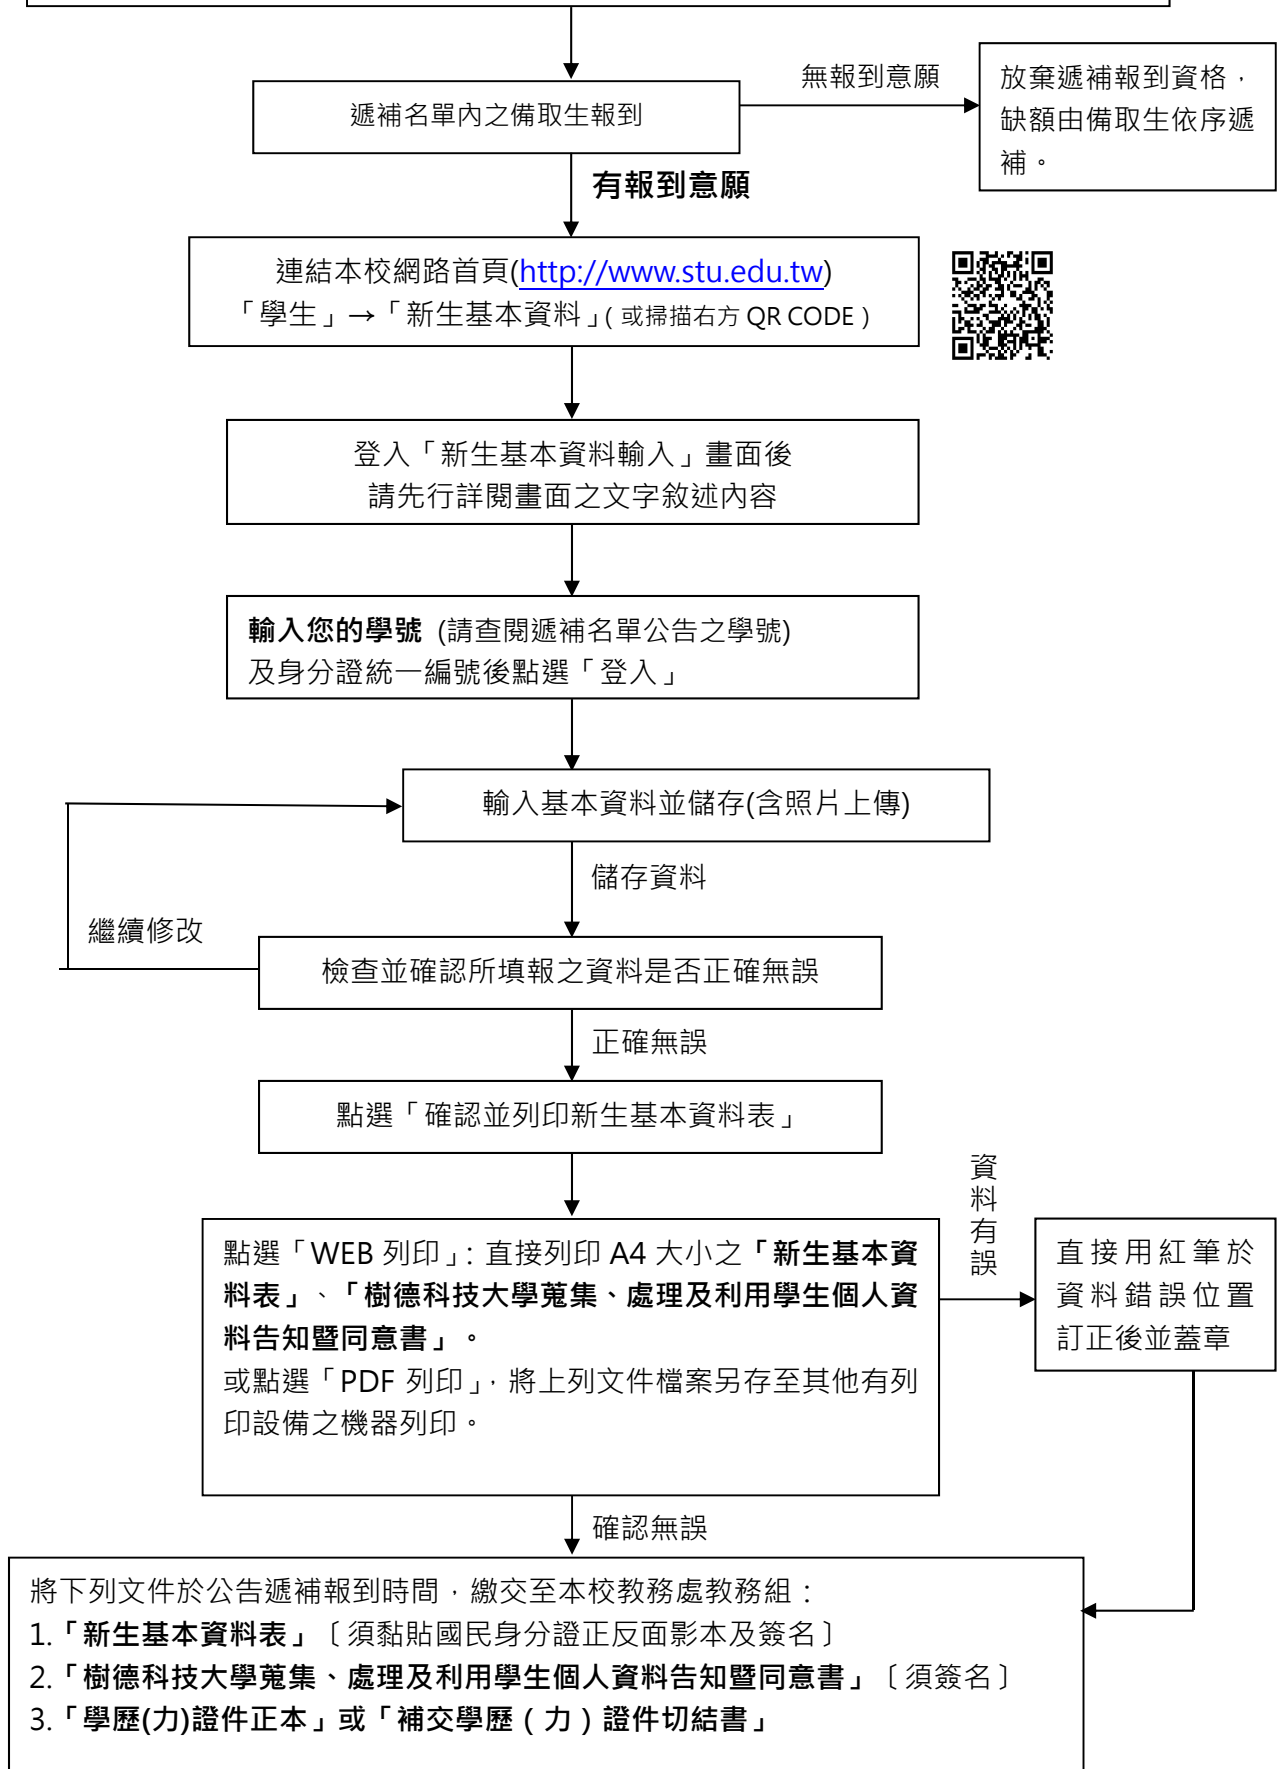 無報到意願
放棄遞補報到資格，
缺額由備取生依序遞
補。
遞補名單內之備取生報到
有報到意願
連結本校網路首頁(http://www.stu.edu.tw)
「學生」→「新生基本資料」（或掃描右方 QR CODE）
登入「新生基本資料輸入」畫面後
請先行詳閱畫面之文字敘述內容
輸入您的學號 (請查閱遞補名單公告之學號)
及身分證統一編號後點選「登入」
輸入基本資料並儲存(含照片上傳)
儲存資料
繼續修改
檢查並確認所填報之資料是否正確無誤
正確無誤
點選「確認並列印新生基本資料表」
資料有誤
點選「WEB 列印」：直接列印 A4 大小之「新生基本資
料表」、「樹德科技大學蒐集、處理及利用學生個人資
料告知暨同意書」。
或點選「PDF 列印」，將上列文件檔案另存至其他有列
印設備之機器列印。
直接用紅筆於
資料錯誤位置
訂正後並蓋章
確認無誤
將下列文件於公告遞補報到時間，繳交至本校教務處教務組：
1.「新生基本資料表」〔須黏貼國民身分證正反面影本及簽名〕
2.「樹德科技大學蒐集、處理及利用學生個人資料告知暨同意書」〔須簽名〕
3.「學歷(力)證件正本」或「補交學歷（力）證件切結書」